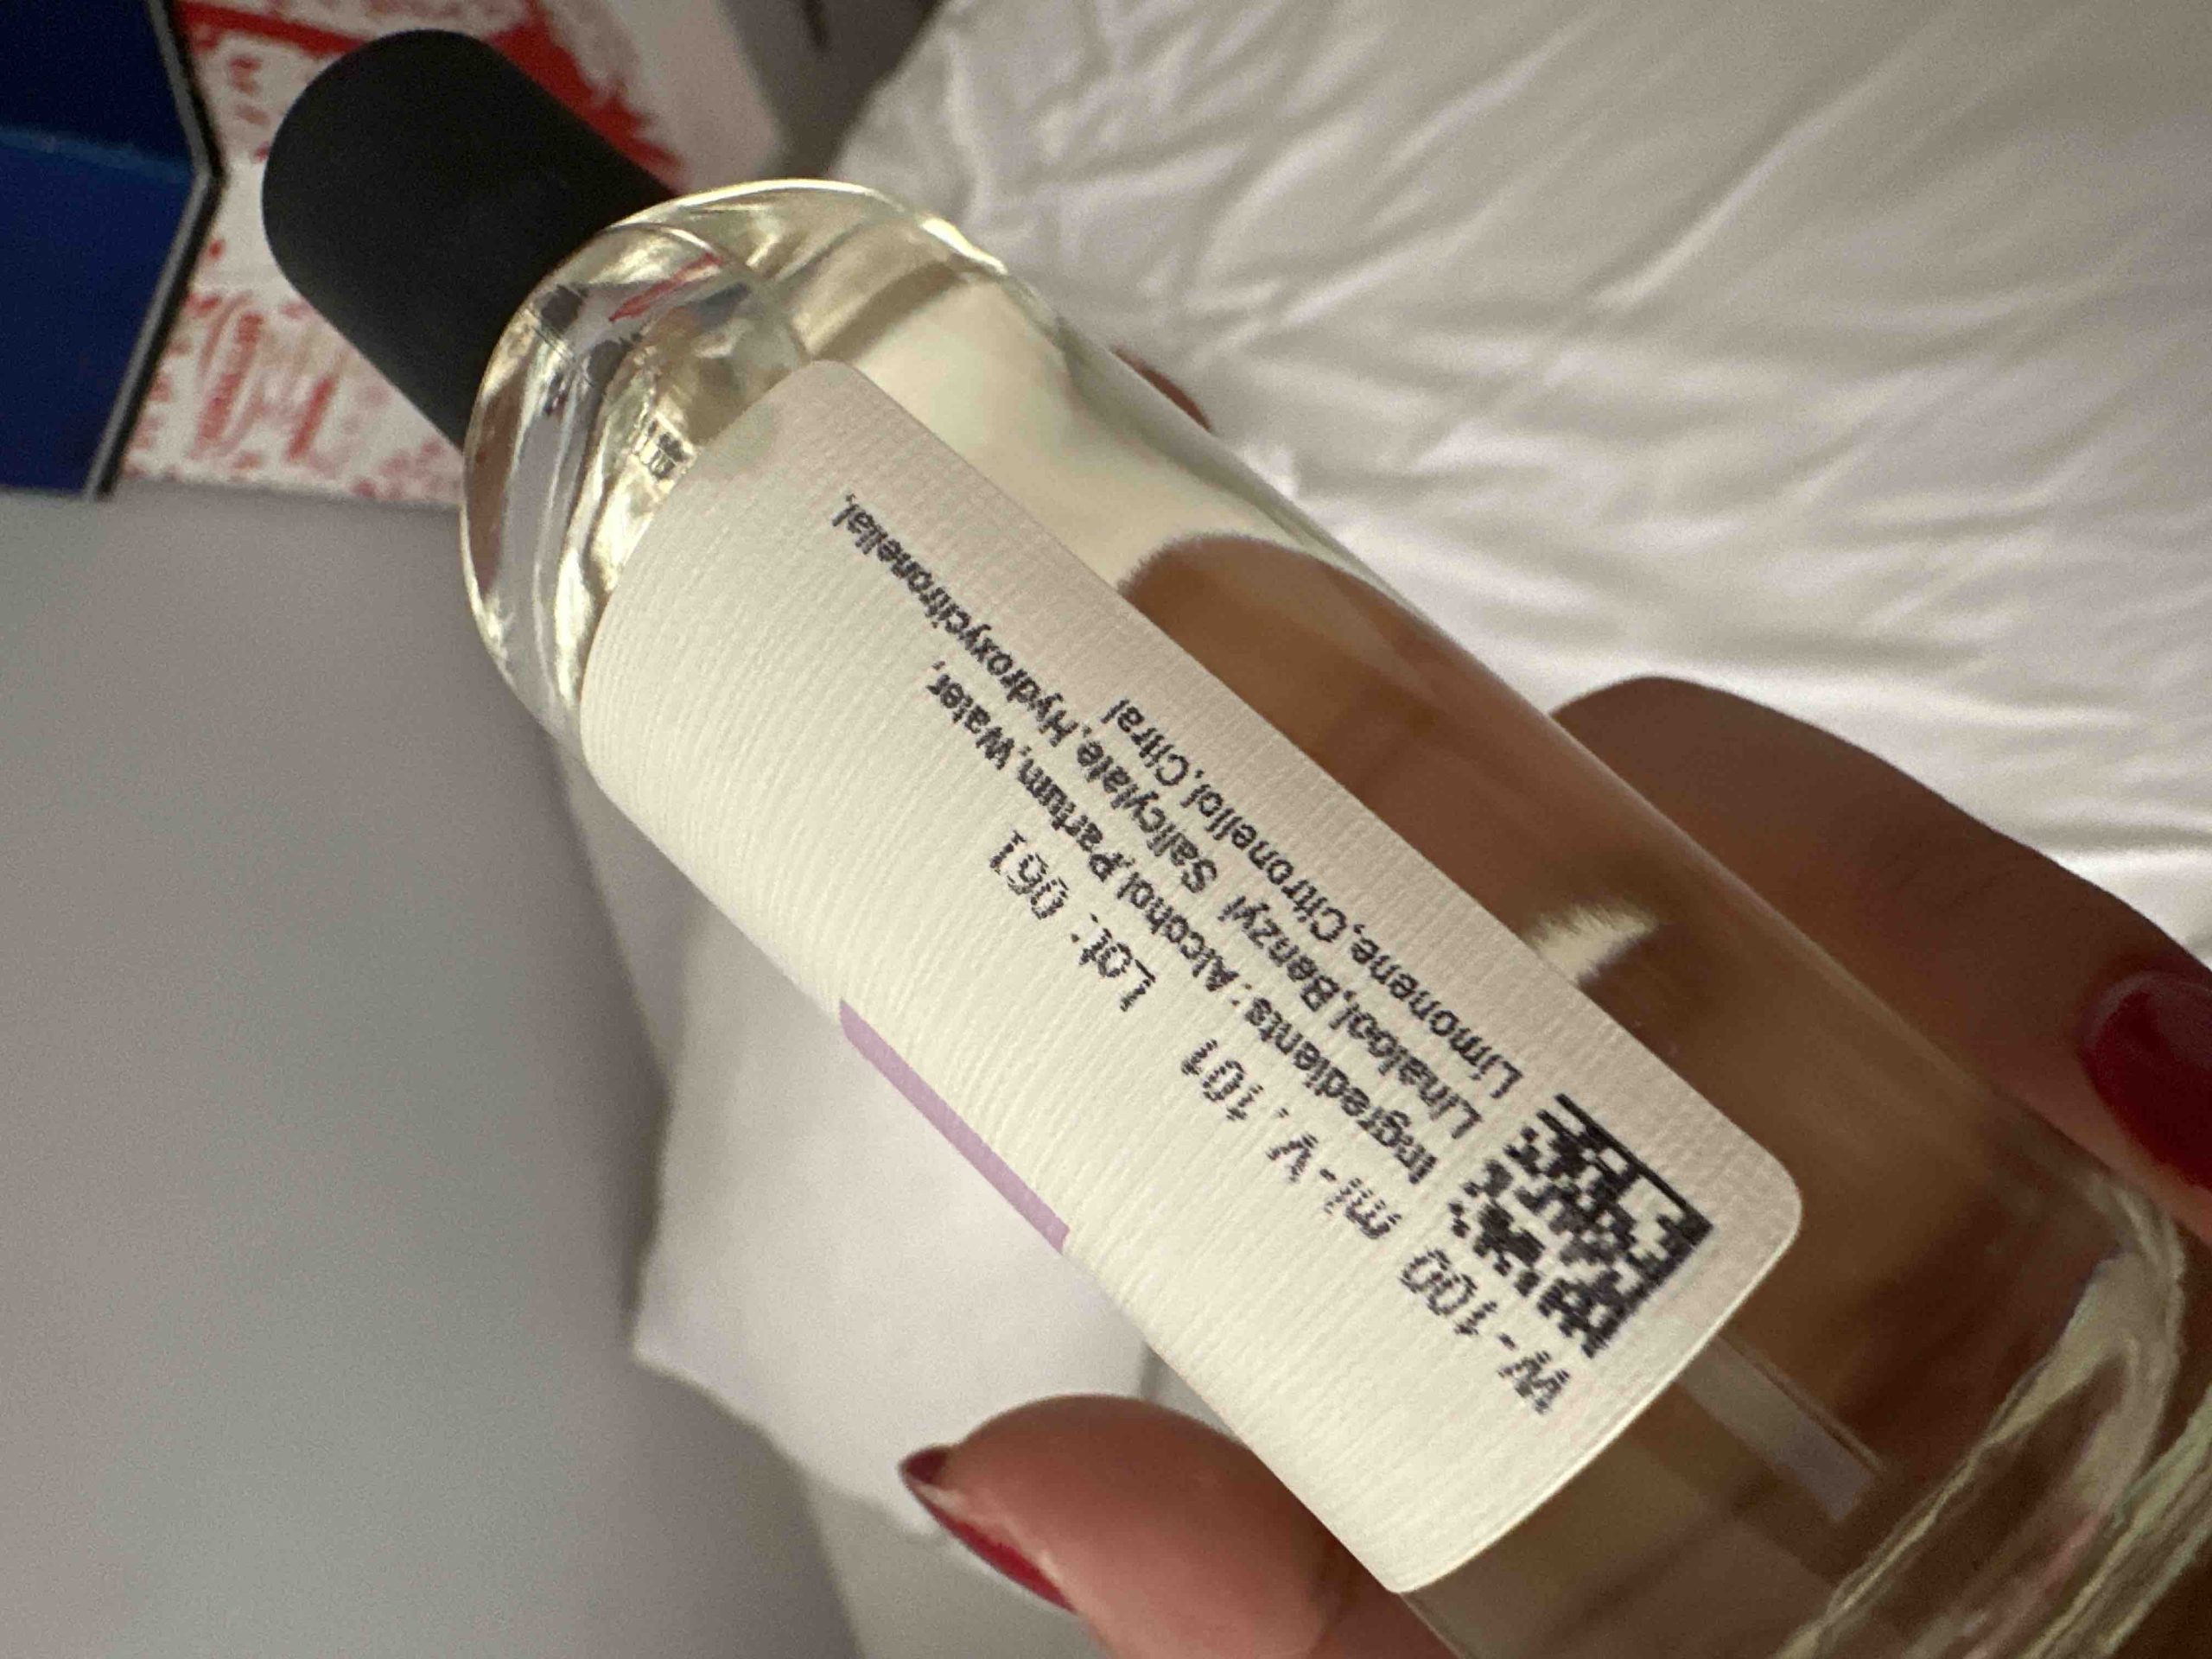 W-100 ml-V.101 Lot: 061
Ingredients:Alcohol,Parfum,Water,
Linalool,Benzyl Salicylate,Hydroxycitronellal,
Limonene,Citronellol,Citral